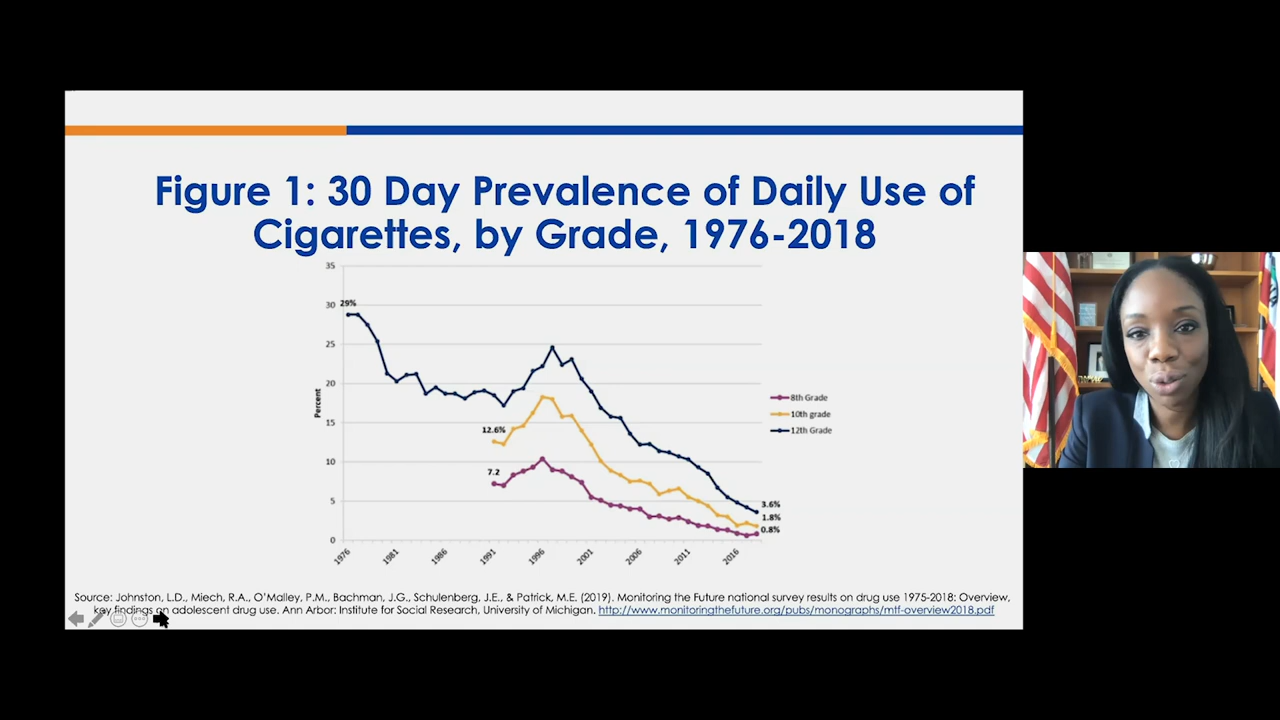 Figure 1: 30 Day Prevalence of Daily Use of
Cigarettes, by Grade, 1976-2018
35
30
25
20
15
10
5
0
Percent
29%
12.6%
7.2
3.6%
1.8%
0.8%
8th Grade
10th grade
12th Grade
1976
1981
1986
1991
1996
2001
2006
2011
2016
Source: Johnston, L.D., Miech, R.A., O'Malley, P.M., Bachman, J.G., Schulenberg, J.E., & Patrick, M.E. (2019). Monitoring the Future national survey results on drug use 1975-2018: Overview,
key findings on adolescent drug use. Ann Arbor: Institute for Social Research, University of Michigan. http://www.monitoringthefuture.org/pubs/monographs/mtf-overview2018.pdf